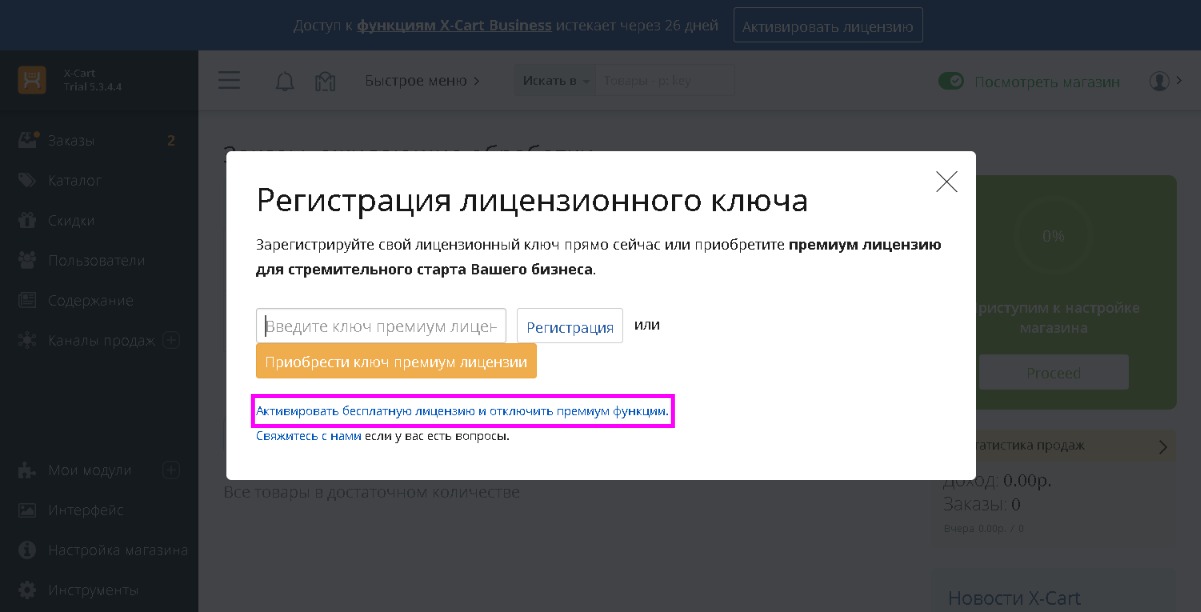 Доступ к функциям X-Cart Business истекает через 26 дней
Активировать лицензию
X-Cart
Trial 5.3.4.4
Быстрое меню
Искать в
Посмотреть магазин
Заказы 2
Каталог
Скидки
Пользователи
Содержание
Каналы продаж
Мои модули
Интерфейс
Настройка магазина
Инструменты
Регистрация лицензионного ключа
Зарегистрируйте свой лицензионный ключ прямо сейчас или приобретите премиум лицензию
для стремительного старта Вашего бизнеса.
Введите ключ премиум
Регистрация
или
Приобрести ключ премиум лицензии
Активировать бесплатную лицензию и отключить премиум функции.
Свяжитесь с нами если у вас есть вопросы.
Все товары в достаточном количестве
0%
риступим к настройке
магазина
Proceed
татистика продаж
Доход: 0.00р.
Заказы: 0
Вчера 0.00р. / 0
Новости X-Cart